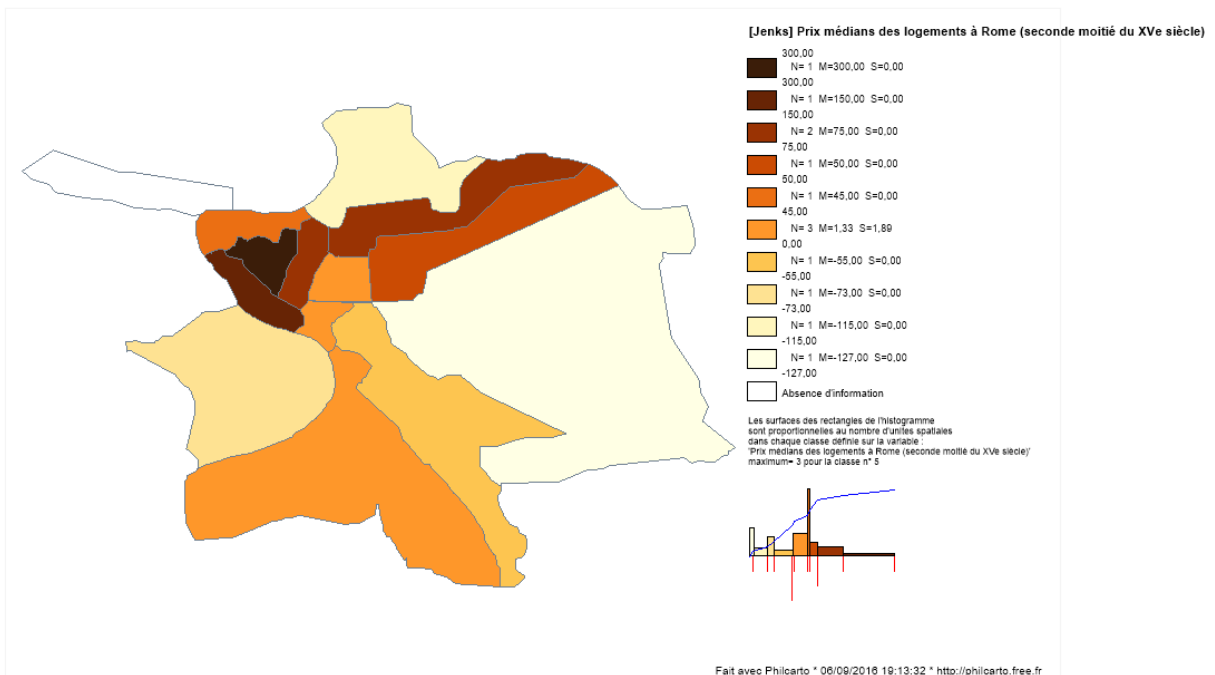 [Jenks] Prix médians des logements à Rome (seconde moitié du XVe siècle)
300,00
N= 1 M=300,00 S=0,00
300,00
N= 1 M=150,00 S=0,00
150,00
N= 2 M=75,00 S=0,00
75,00
N= 1 M=50,00 S=0,00
50,00
N= 1 M=45,00 S=0,00
45,00
N= 3 M=1,33 S=1,89
0,00
N= 1 M=-55,00 S=0,00
-55,00
N= 1 M=-73,00 S=0,00
-73,00
N= 1 M=-115,00 S=0,00
-115,00
N= 1 M=-127,00 S=0,00
-127,00
Absence d'information
Les surfaces des rectangles de l'histogramme
sont proportionnelles au nombre d'unites spatiales
dans chaque classe définie sur la variable :
'Prix médians des logements à Rome (seconde moitié du XVe siècle)'
maximum= 3 pour la classe n° 5
Fait avec Philcarto * 06/09/2016 19:13:32 * http://philcarto.free.fr